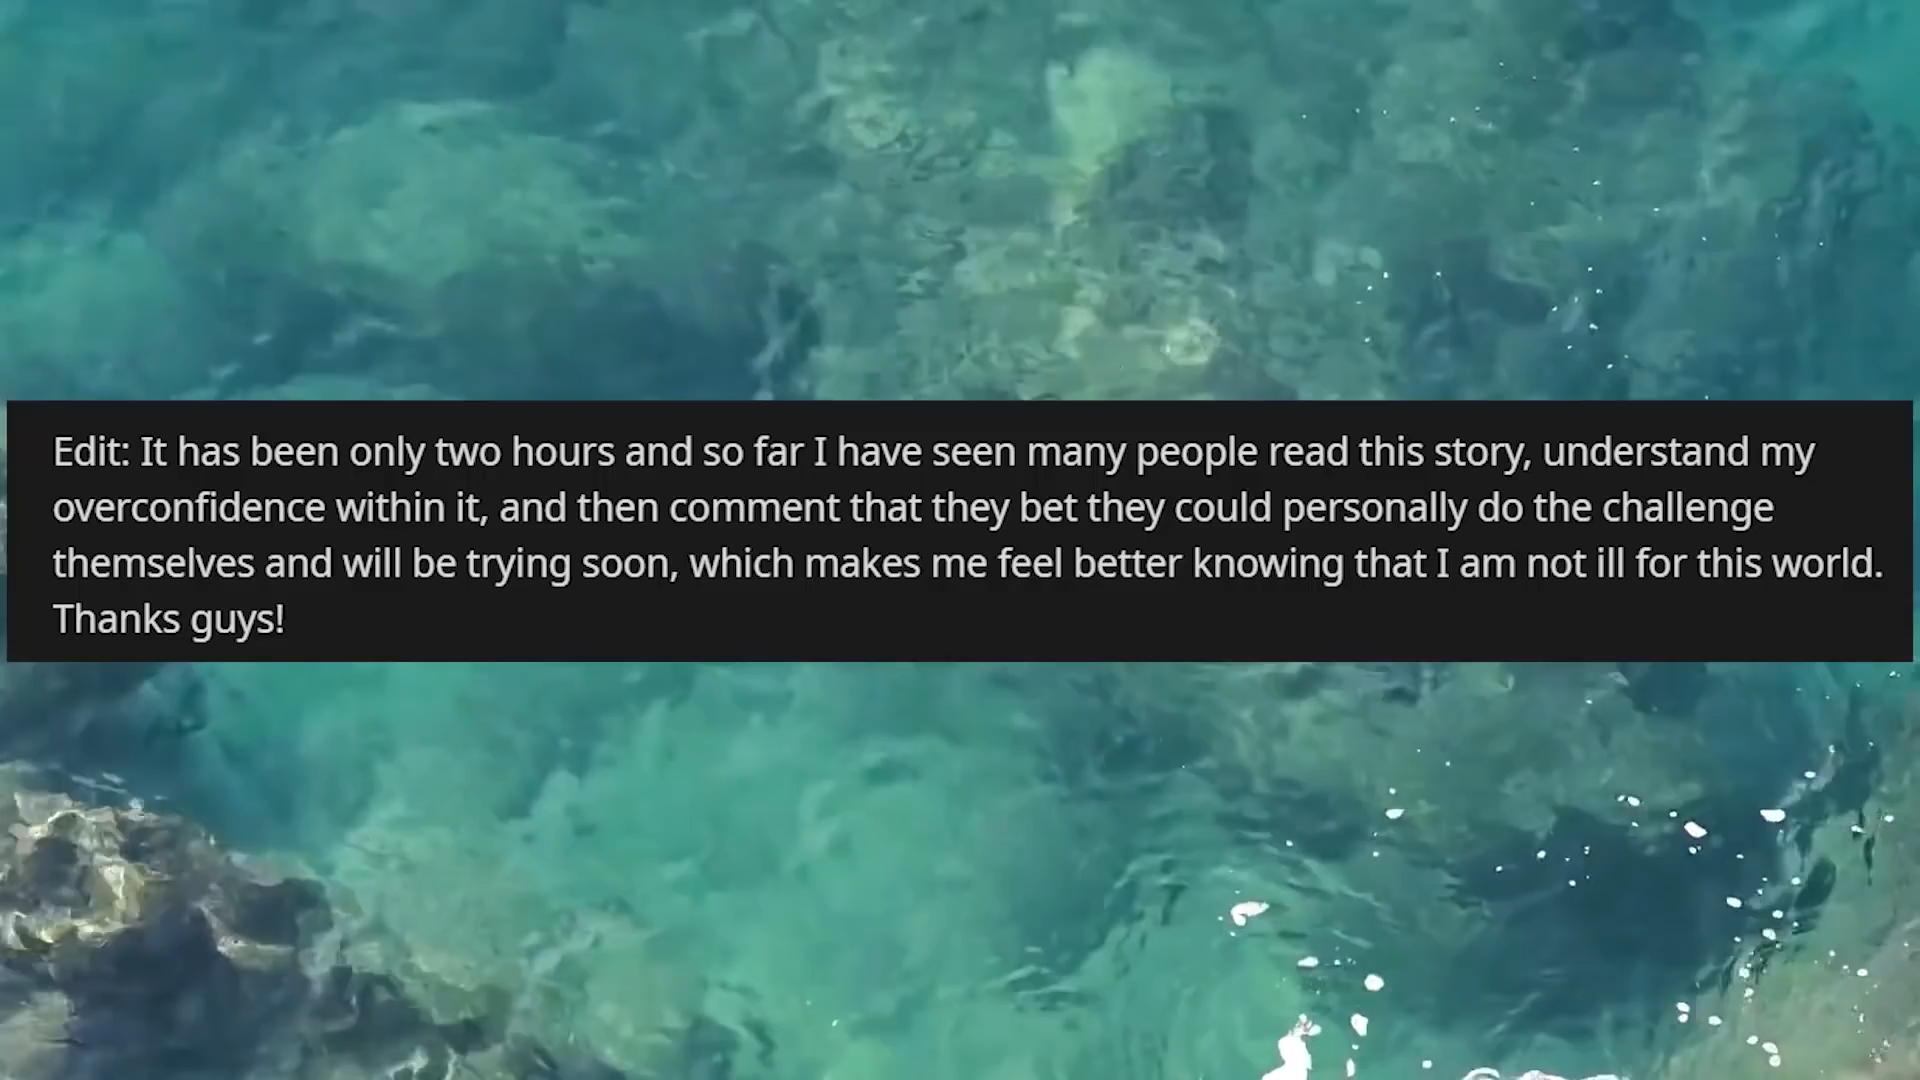 Edit: It has been only two hours and so far I have seen many people read this story, understand my
overconfidence within it, and then comment that they bet they could personally do the challenge
themselves and will be trying soon, which makes me feel better knowing that I am not ill for this world.
Thanks guys!